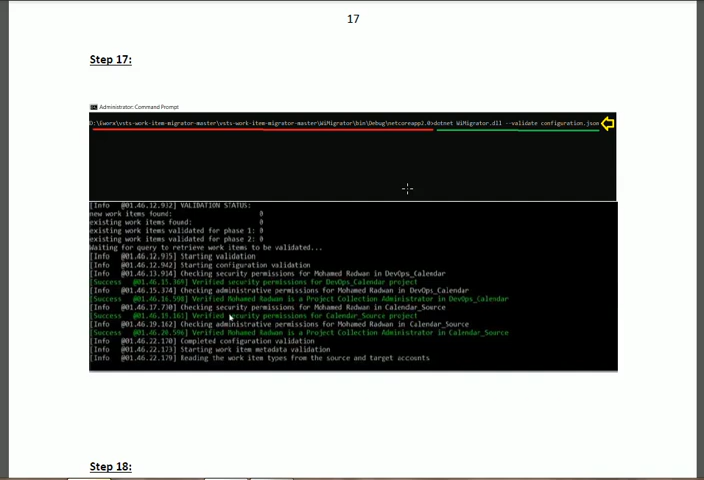 17
Step 17:
Administrator: Command Prompt
D:\Eworx\vsts-work-item-migrator-master\vsts-work-item-migrator-master\WiMigrator\bin\Debug\netcoreapp2.0>dotnet WiMigrator.dll --validate configuration.json
[Info @01.46.12.932] VALIDATION STATUS:
new work items found: 0
existing work items found: 0
existing work items validated for phase 1: 0
existing work items validated for phase 2: 0
Waiting for query to retrieve work items to be validated...
[Info @01.46.12.935] Starting validation
[Info @01.46.12.942] Starting configuration validation
[Info @01.46.13.914] Checking security permissions for Mohamed Radwan in DevOps_Calendar
[Success @01.46.15.369] Verified security permissions for DevOps_Calendar project
[Info @01.46.15.374] Checking administrative permissions for Mohamed Radwan in DevOps_Calendar
[Success @01.46.16.598] Verified Mohamed Radwan is a Project Collection Administrator in DevOps_Calendar
[Info @01.46.17.730] Checking security permissions for Mohamed Radwan in Calendar_Source
[Success @01.46.19.161] Verified security permissions for Calendar_Source project
[Info @01.46.19.162] Checking administrative permissions for Mohamed Radwan in Calendar_Source
[Success @01.46.20.596] Verified Mohamed Radwan is a Project Collection Administrator in Calendar_Source
[Info @01.46.22.170] Completed configuration validation
[Info @01.46.22.173] Starting work item metadata validation
[Info @01.46.22.179] Reading the work item types from the source and target accounts
Step 18: